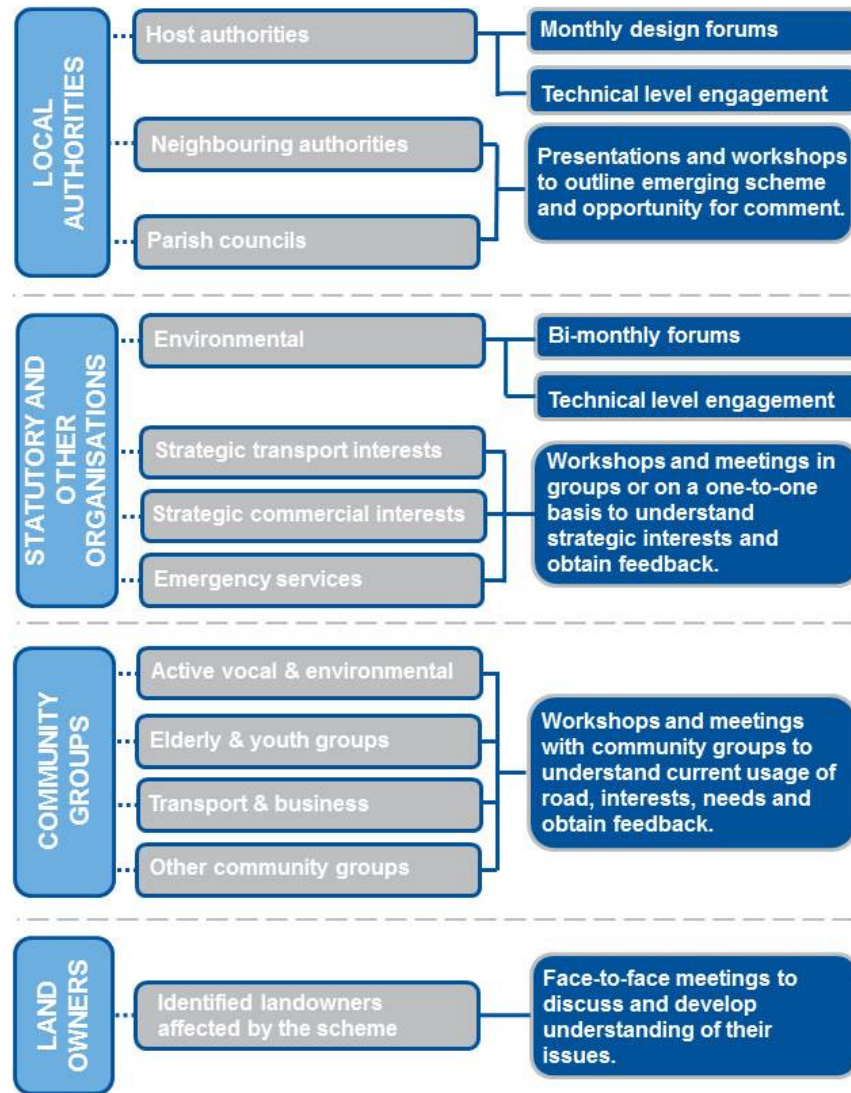 LOCAL
AUTHORITIES
Host authorities
Monthly design forums
Technical level engagement
Neighbouring authorities
Parish councils
Presentations and workshops
to outline emerging scheme
and opportunity for comment.
STATUTORY AND
OTHER
ORGANISATIONS
Environmental
Bi-monthly forums
Technical level engagement
Strategic transport interests
Strategic commercial interests
Emergency services
Workshops and meetings in
groups or on a one-to-one
basis to understand
strategic interests and
obtain feedback.
COMMUNITY
GROUPS
Active vocal & environmental
Elderly & youth groups
Transport & business
Other community groups
Workshops and meetings
with community groups to
understand current usage of
road, interests, needs and
obtain feedback.
LAND
OWNERS
Identified landowners
affected by the scheme
Face-to-face meetings to
discuss and develop
understanding of their
issues.